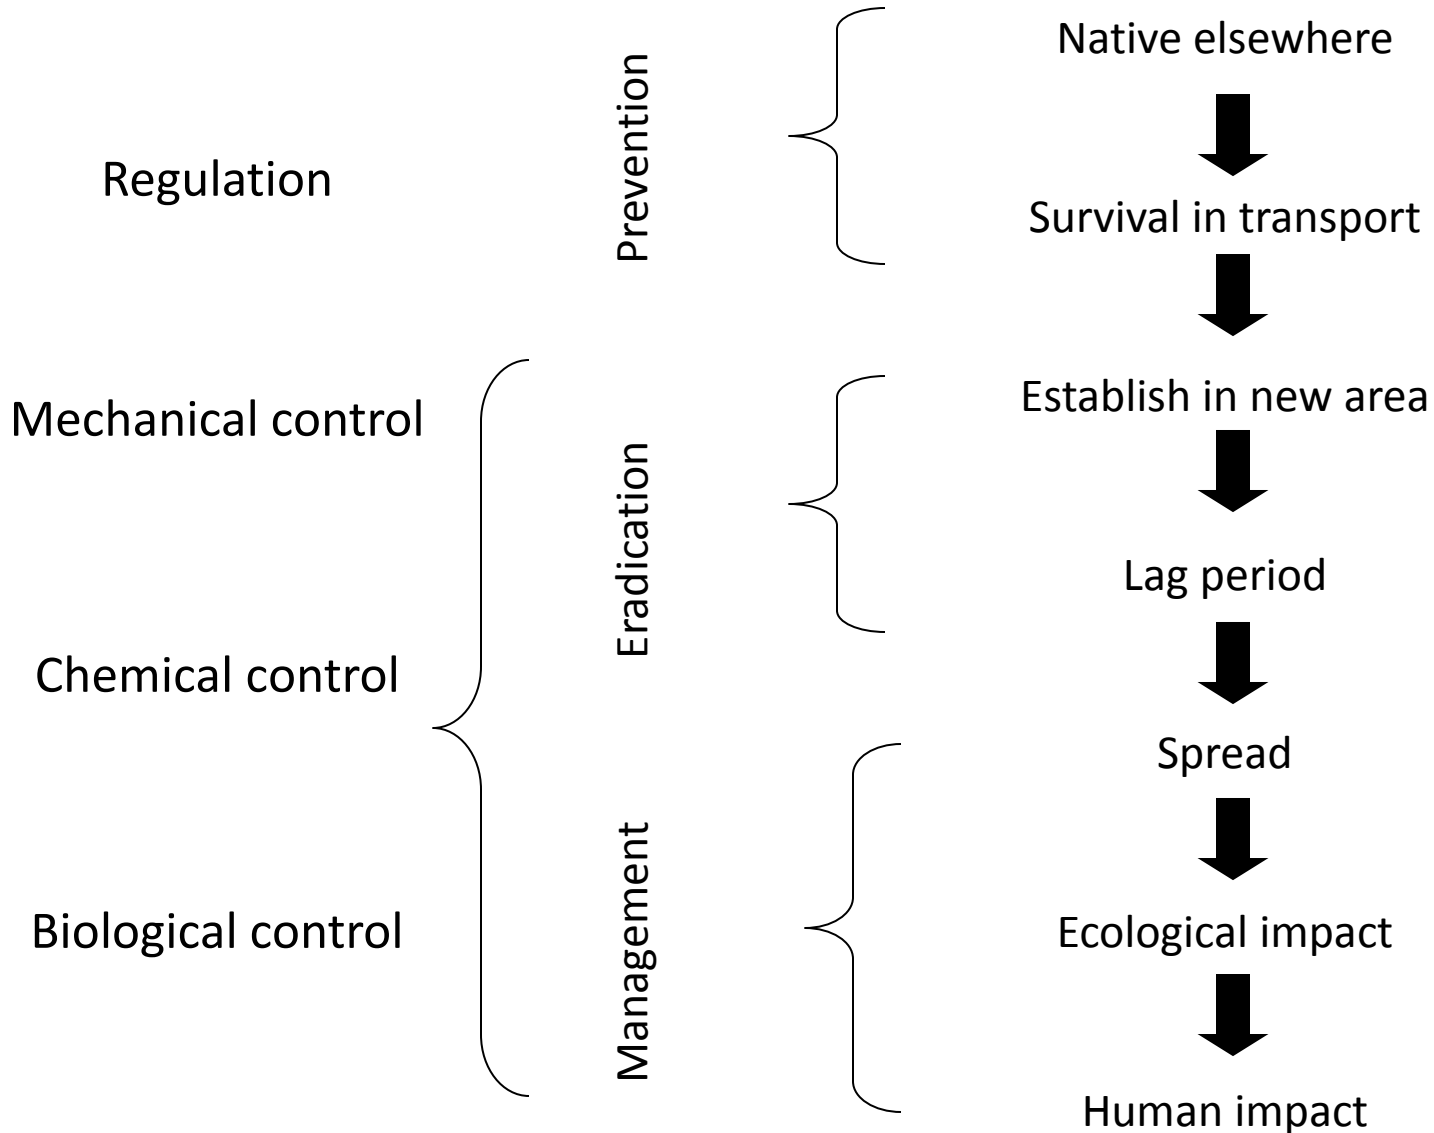 Regulation
Mechanical control
Chemical control
Biological control
Prevention
Eradication
Management
Native elsewhere
Survival in transport
Establish in new area
Lag period
Spread
Ecological impact
Human impact